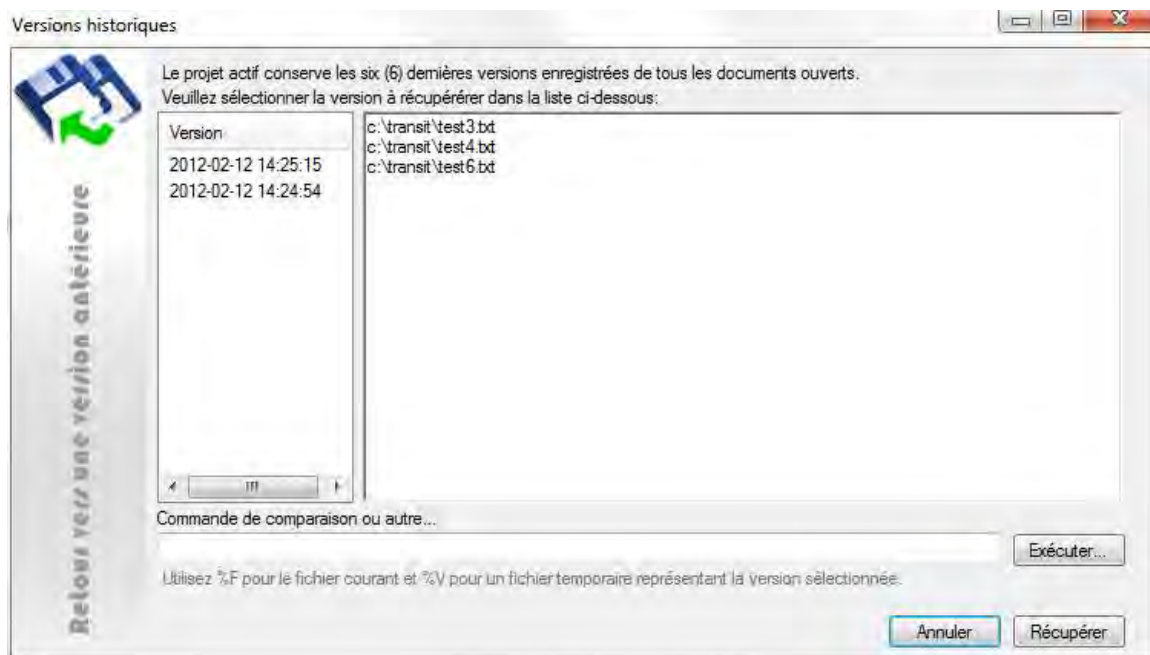 Versions historiques
Le projet actif conserve les six (6) dernières versions enregistrées de tous les documents ouverts.
Veuillez sélectionner la version à récupérérer dans la liste ci-dessous:
Version
2012-02-12 14:25:15
2012-02-12 14:24:54
c:\transit\test3.txt
c:\transit\test4.txt
c:\transit\test6.txt
Retour vers une version antérieure
Commande de comparaison ou autre...
Exécuter...
Utilisez %F pour le fichier courant et %V pour un fichier temporaire représentant la version sélectionnée.
Annuler
Récupérer